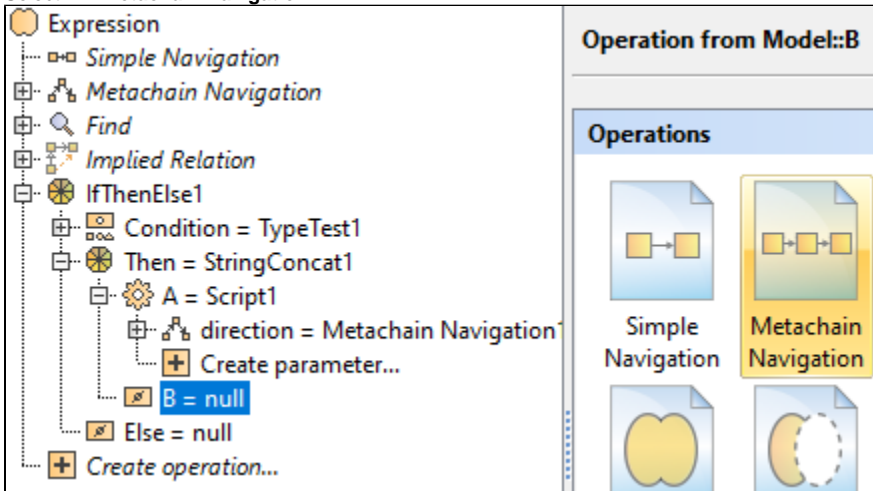 Expression
Simple Navigation
Metachain Navigation
Find
Implied Relation
IfThenElse1
Condition = TypeTest1
Then = StringConcat1
A = Script1
direction = Metachain Navigation1
Create parameter...
B = null
Else = null
Create operation...
Operation from Model::B
Operations
Simple
Navigation
Metachain
Navigation